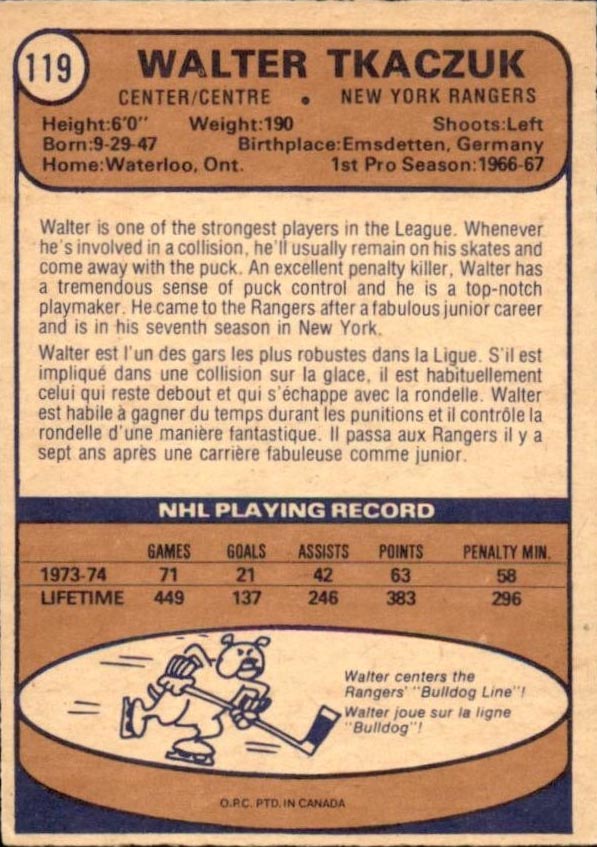 119
WALTER TKACZUK
CENTER/CENTRE • NEW YORK RANGERS
Height:6'0" Weight:190 Shoots:Left
Born:9-29-47 Birthplace:Emsdetten, Germany
Home:Waterloo, Ont. 1st Pro Season:1966-67
Walter is one of the strongest players in the League. Whenever
he's involved in a collision, he'll usually remain on his skates and
come away with the puck. An excellent penalty killer, Walter has
a tremendous sense of puck control and he is a top-notch
playmaker. He came to the Rangers after a fabulous junior career
and is in his seventh season in New York.
Walter est l'un des gars les plus robustes dans la Ligue. S'il est
impliqué dans une collision sur la glace, il est habituellement
celui qui reste debout et qui s'échappe avec la rondelle. Walter
est habile à gagner du temps durant les punitions et il contrôle la
rondelle d'une manière fantastique. Il passa aux Rangers il y a
sept ans après une carrière fabuleuse comme junior.
NHL PLAYING RECORD
GAMES GOALS ASSISTS POINTS PENALTY MIN.
1973-74 71 21 42 63 58
LIFETIME 449 137 246 383 296
Walter centers the
Rangers' "Bulldog Line"!
Walter joue sur la ligne
"Bulldog"!
O.P.C. PTD. IN CANADA